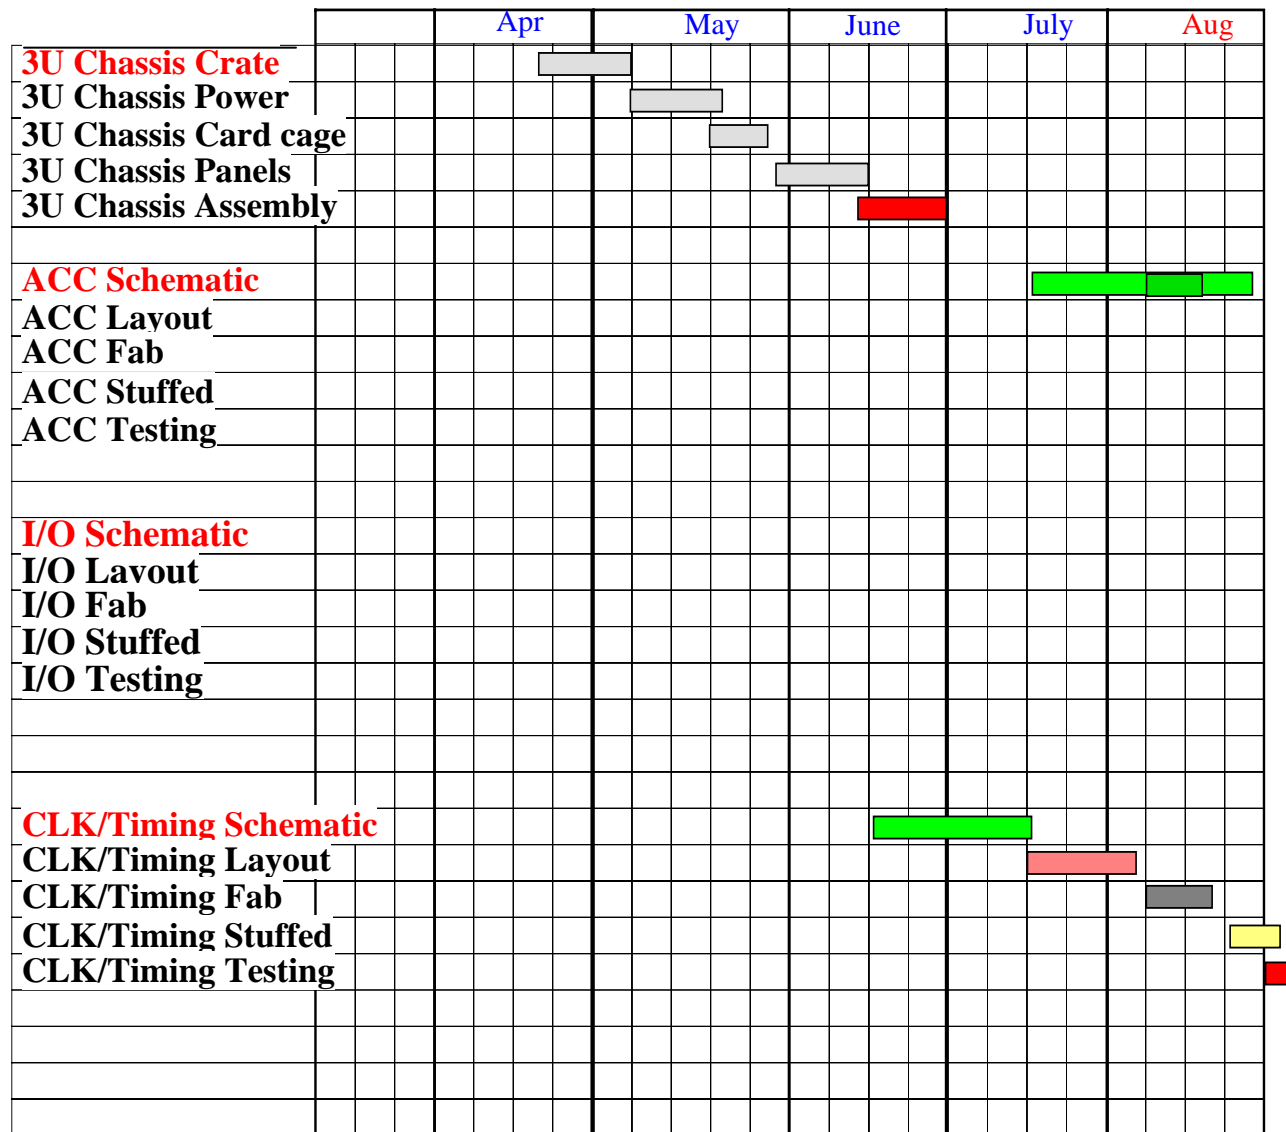 Apr May June July Aug
3U Chassis Crate
3U Chassis Power
3U Chassis Card cage
3U Chassis Panels
3U Chassis Assembly
ACC Schematic
ACC Layout
ACC Fab
ACC Stuffed
ACC Testing
I/O Schematic
I/O Layout
I/O Fab
I/O Stuffed
I/O Testing
CLK/Timing Schematic
CLK/Timing Layout
CLK/Timing Fab
CLK/Timing Stuffed
CLK/Timing Testing